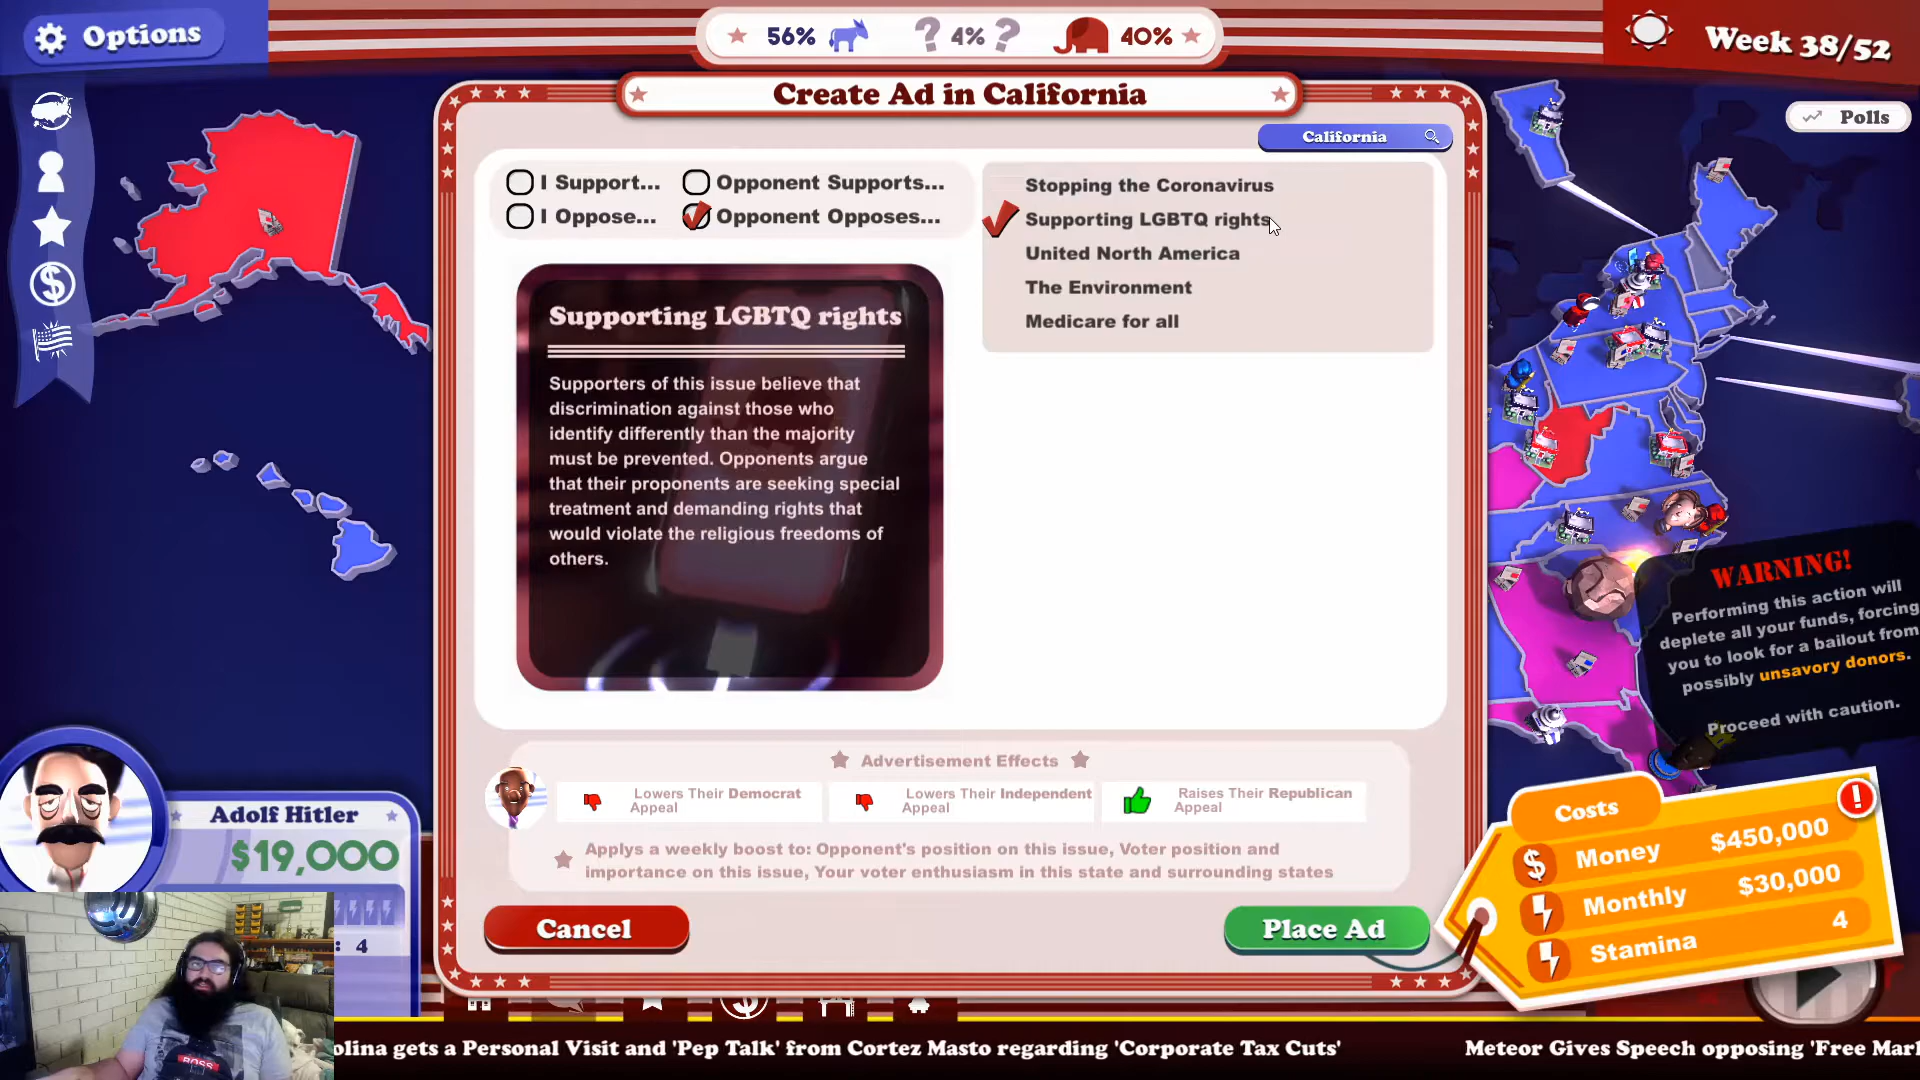 Options
56%
? 4% ?
40%
Week 38/52
Create Ad in California
Polls
California
I Support...
Opponent Supports...
I Oppose...
Opponent Opposes...
Stopping the Coronavirus
Supporting LGBTQ rights
United North America
The Environment
Medicare for all
Supporting LGBTQ rights
Supporters of this issue believe that
discrimination against those who
identify differently than the majority
must be prevented. Opponents argue
that their proponents are seeking special
treatment and demanding rights that
would violate the religious freedoms of
others.
WARNING!
Performing this action will
deplete all your funds, forcing
you to look for a bailout from
possibly unsavory donors.
Proceed with caution.
Advertisement Effects
Lowers Their Democrat
Appeal
Lowers Their Independent
Appeal
Raises Their Republican
Appeal
Applys a weekly boost to: Opponent's position on this issue, Voter position and
importance on this issue, Your voter enthusiasm in this state and surrounding states
Adolf Hitler
$19,000
: 4
Costs
Money $450,000
Monthly $30,000
Stamina 4
Cancel
Place Ad
BOSS
olina gets a Personal Visit and 'Pep Talk' from Cortez Masto regarding 'Corporate Tax Cuts'
Meteor Gives Speech opposing 'Free Mar